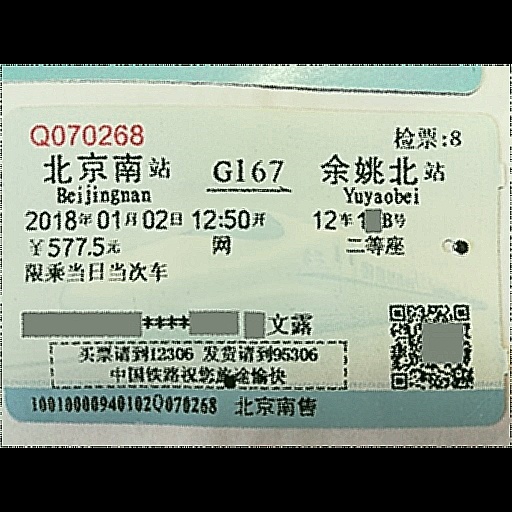 Q070268 检票:8
北京南站 G167 余姚北站
Beijingnan Yuyaobei
2018年01月02日 12:50开 12车1 B号
￥577.5元 网 二等座
限乘当日当次车
**** 文露
买票请到12306 发货请到95306
中国铁路祝您旅途愉快
10010000940102Q070268 北京南售